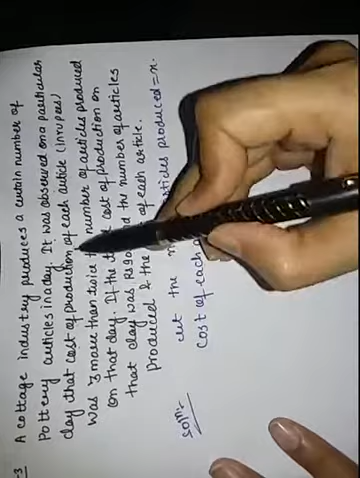 -3 A cottage industry produces a certain number of
pottery articles in a day. It was observed on a particular
day that cost of production of each article (in rupees)
was 3 more than twice number of articles produced
on that day. If the cost of production on
that day was Rs 90 the number of articles
produced & the of each article.
Soln:- Let the articles produced = x.
Cost of each